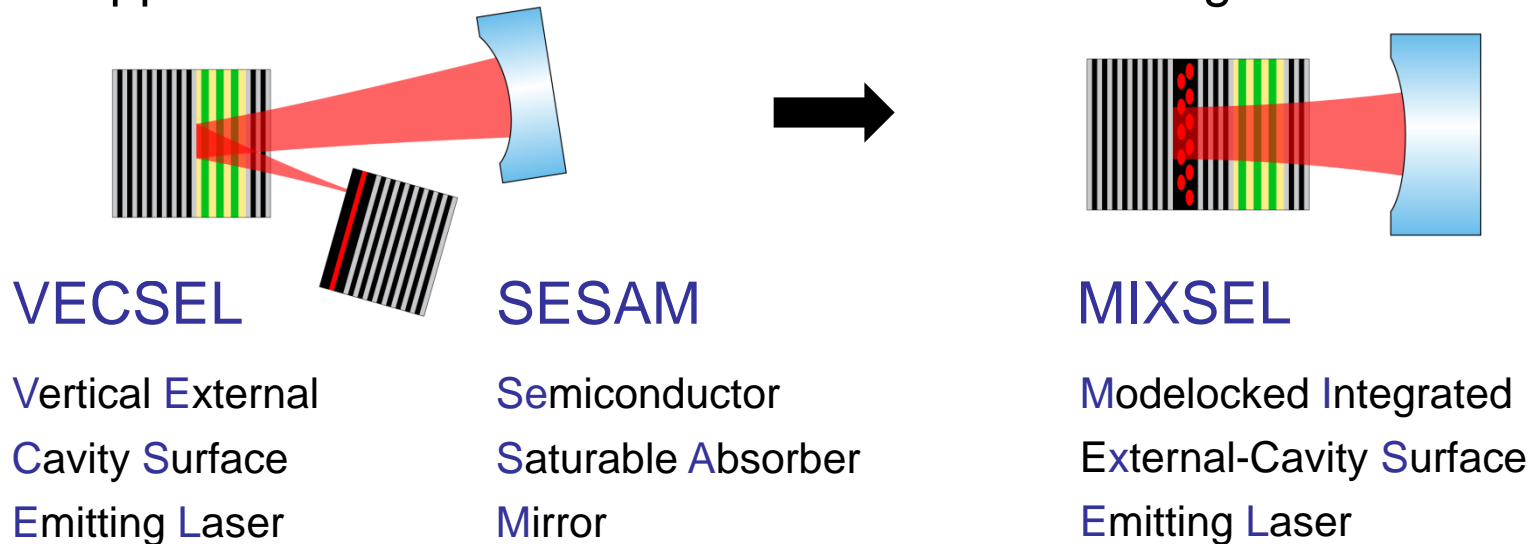 VECSEL
Vertical External
Cavity Surface
Emitting Laser
SESAM
Semiconductor
Saturable Absorber
Mirror
MIXSEL
Modelocked Integrated
External-Cavity Surface
Emitting Laser